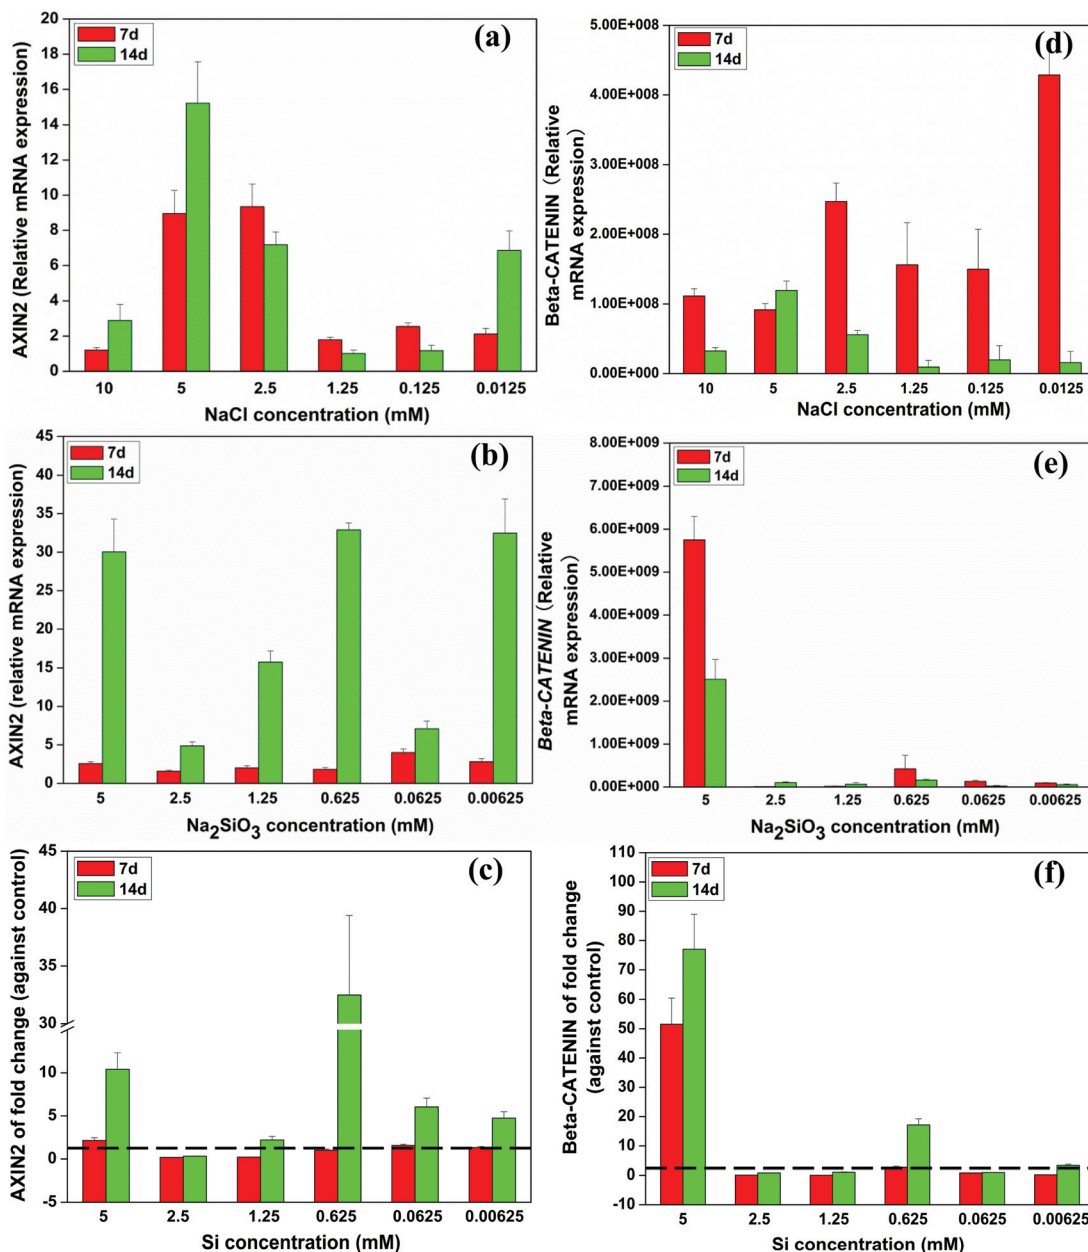 (a)
7d
14d
AXIN2 (Relative mRNA expression)
20
18
16
14
12
10
8
6
4
2
0
10 5 2.5 1.25 0.125 0.0125
NaCl concentration (mM)
(d)
7d
14d
Beta-CATENIN (Relative
mRNA expression)
5.00E+008
4.00E+008
3.00E+008
2.00E+008
1.00E+008
0.00E+000
10 5 2.5 1.25 0.125 0.0125
NaCl concentration (mM)
(b)
7d
14d
AXIN2 (relative mRNA expression)
45
40
35
30
25
20
15
10
5
0
5 2.5 1.25 0.625 0.0625 0.00625
Na₂SiO₃ concentration (mM)
(e)
7d
14d
Beta-CATENIN (Relative
mRNA expression)
8.00E+009
7.00E+009
6.00E+009
5.00E+009
4.00E+009
3.00E+009
2.00E+009
1.00E+009
0.00E+000
5 2.5 1.25 0.625 0.0625 0.00625
Na₂SiO₃ concentration (mM)
(c)
7d
14d
AXIN2 of fold change (against control)
45
40
35
30
10
5
0
-5
5 2.5 1.25 0.625 0.0625 0.00625
Si concentration (mM)
(f)
7d
14d
Beta-CATENIN of fold change
(against control)
110
100
90
80
70
60
50
40
30
20
10
0
-10
5 2.5 1.25 0.625 0.0625 0.00625
Si concentration (mM)